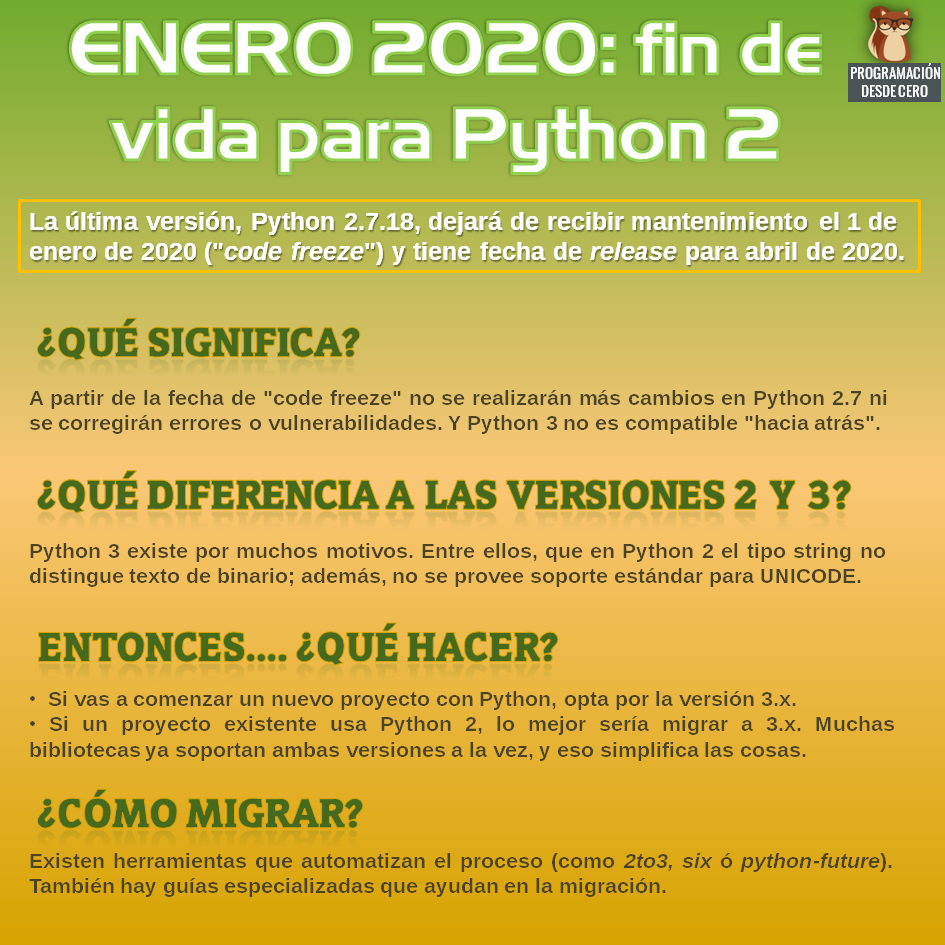 ENERO 2020: fin de
vida para Python 2
PROGRAMACIÓN
DESDE CERO
La última versión, Python 2.7.18, dejará de recibir mantenimiento el 1 de
enero de 2020 ("code freeze") y tiene fecha de release para abril de 2020.
¿QUÉ SIGNIFICA?
A partir de la fecha de "code freeze" no se realizarán más cambios en Python 2.7 ni
se corregirán errores o vulnerabilidades. Y Python 3 no es compatible "hacia atrás".
¿QUÉ DIFERENCIA A LAS VERSIONES 2 Y 3?
Python 3 existe por muchos motivos. Entre ellos, que en Python 2 el tipo string no
distingue texto de binario; además, no se provee soporte estándar para UNICODE.
ENTONCES.... ¿QUÉ HACER?
• Si vas a comenzar un nuevo proyecto con Python, opta por la versión 3.x.
• Si un proyecto existente usa Python 2, lo mejor sería migrar a 3.x. Muchas
bibliotecas ya soportan ambas versiones a la vez, y eso simplifica las cosas.
¿CÓMO MIGRAR?
Existen herramientas que automatizan el proceso (como 2to3, six ó python-future).
También hay guías especializadas que ayudan en la migración.